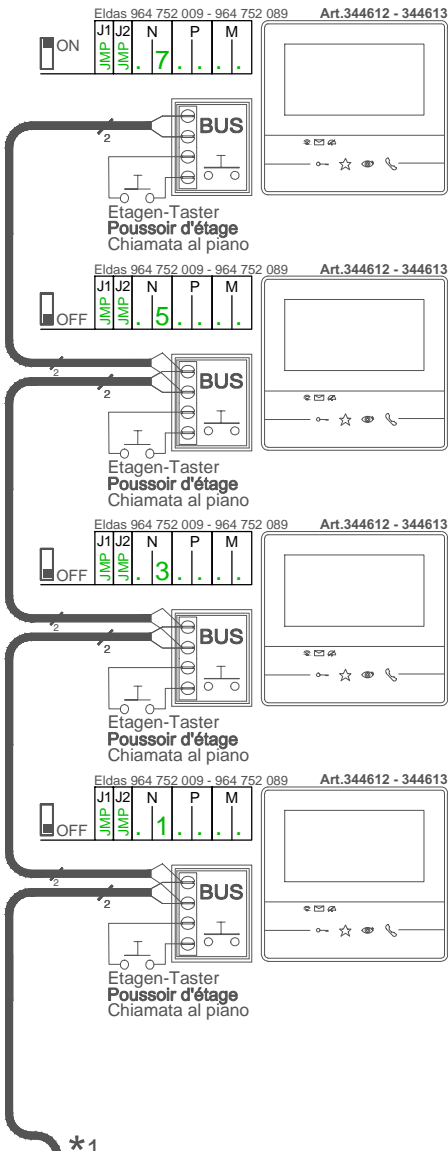 Eldas 964 752 009 - 964 752 089 Art.344612 - 344613
ON J1 J2 N P M
JMP JMP . 7 . . . .
2
BUS
Etagen-Taster
Poussoir d'étage
Chiamata al piano
Eldas 964 752 009 - 964 752 089 Art.344612 - 344613
J1 J2 N P M
OFF JMP JMP . 5 . . . .
2
2
BUS
Etagen-Taster
Poussoir d'étage
Chiamata al piano
Eldas 964 752 009 - 964 752 089 Art.344612 - 344613
J1 J2 N P M
OFF JMP JMP . 3 . . . .
2
2
BUS
Etagen-Taster
Poussoir d'étage
Chiamata al piano
Eldas 964 752 009 - 964 752 089 Art.344612 - 344613
J1 J2 N P M
OFF JMP JMP . 1 . . . .
2
2
BUS
Etagen-Taster
Poussoir d'étage
Chiamata al piano
*1